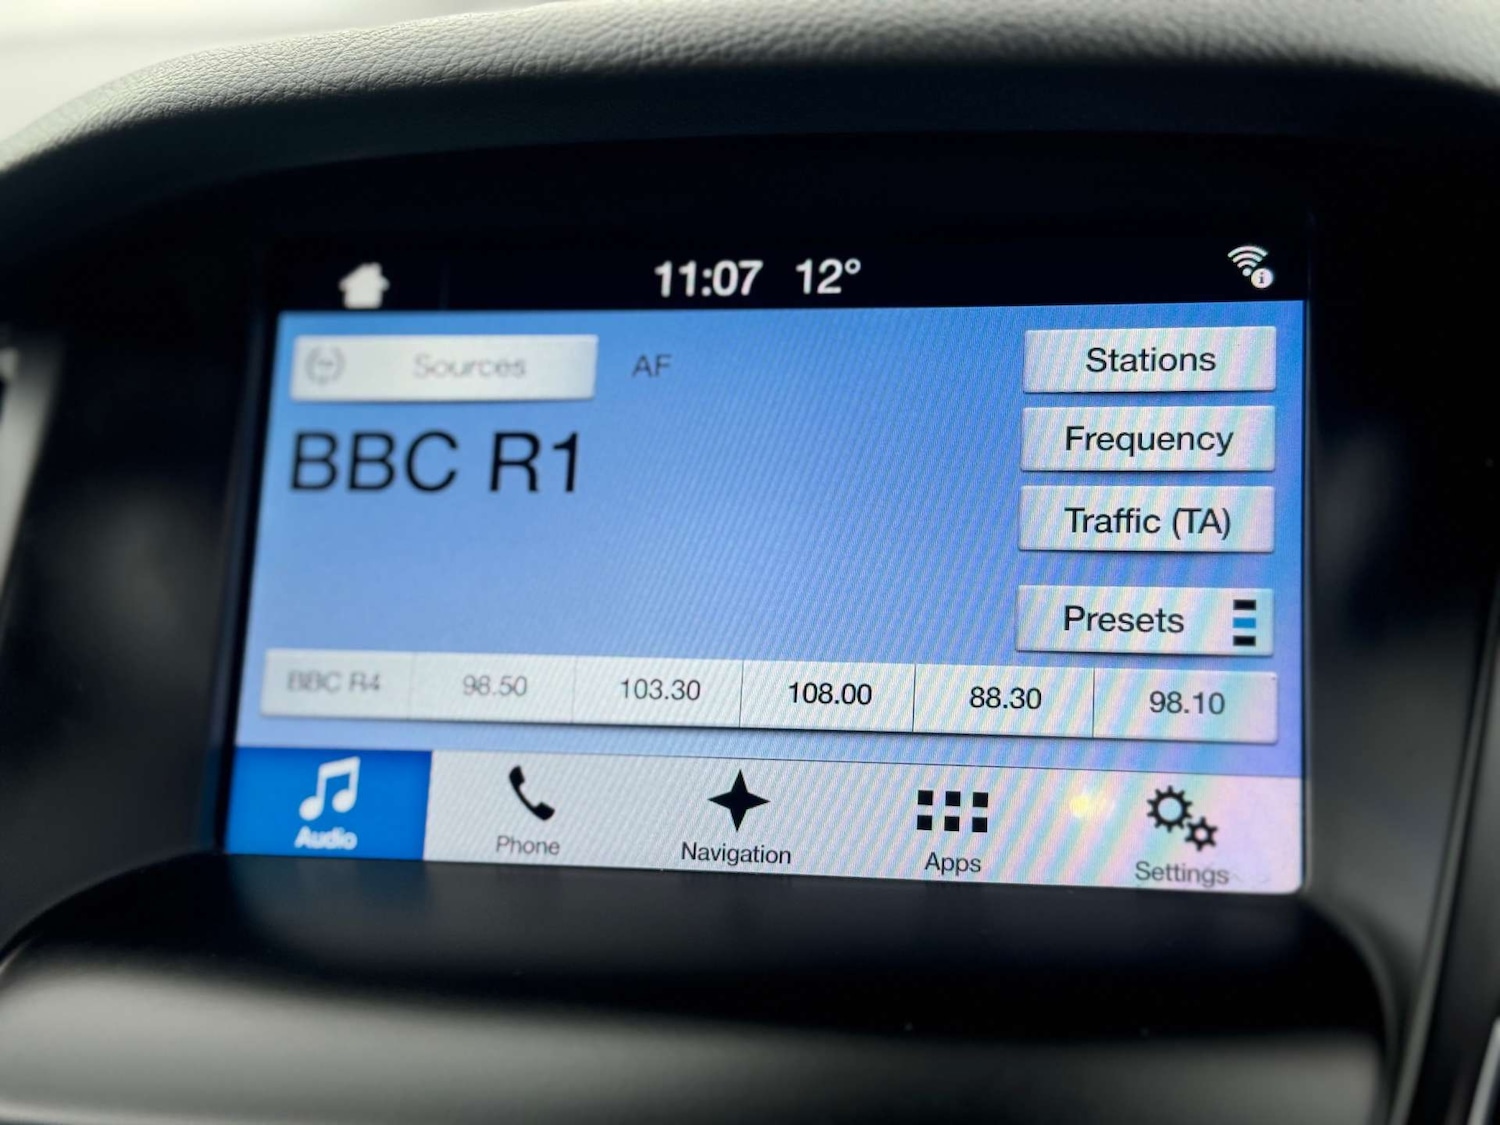 11:07 12°
Sources AF Stations
BBC R1
Frequency
Traffic (TA)
Presets
BBC R4 98.50 103.30 108.00 88.30 98.10
Audio Phone Navigation Apps Settings